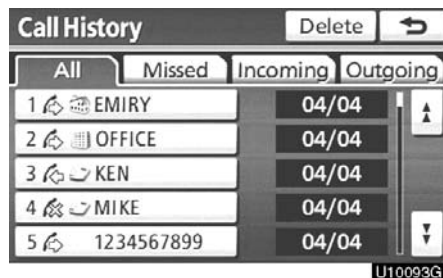 Call History Delete
All Missed Incoming Outgoing
1 EMIRY 04/04
2 OFFICE 04/04
3 KEN 04/04
4 MIKE 04/04
5 1234567899 04/04
U10093G